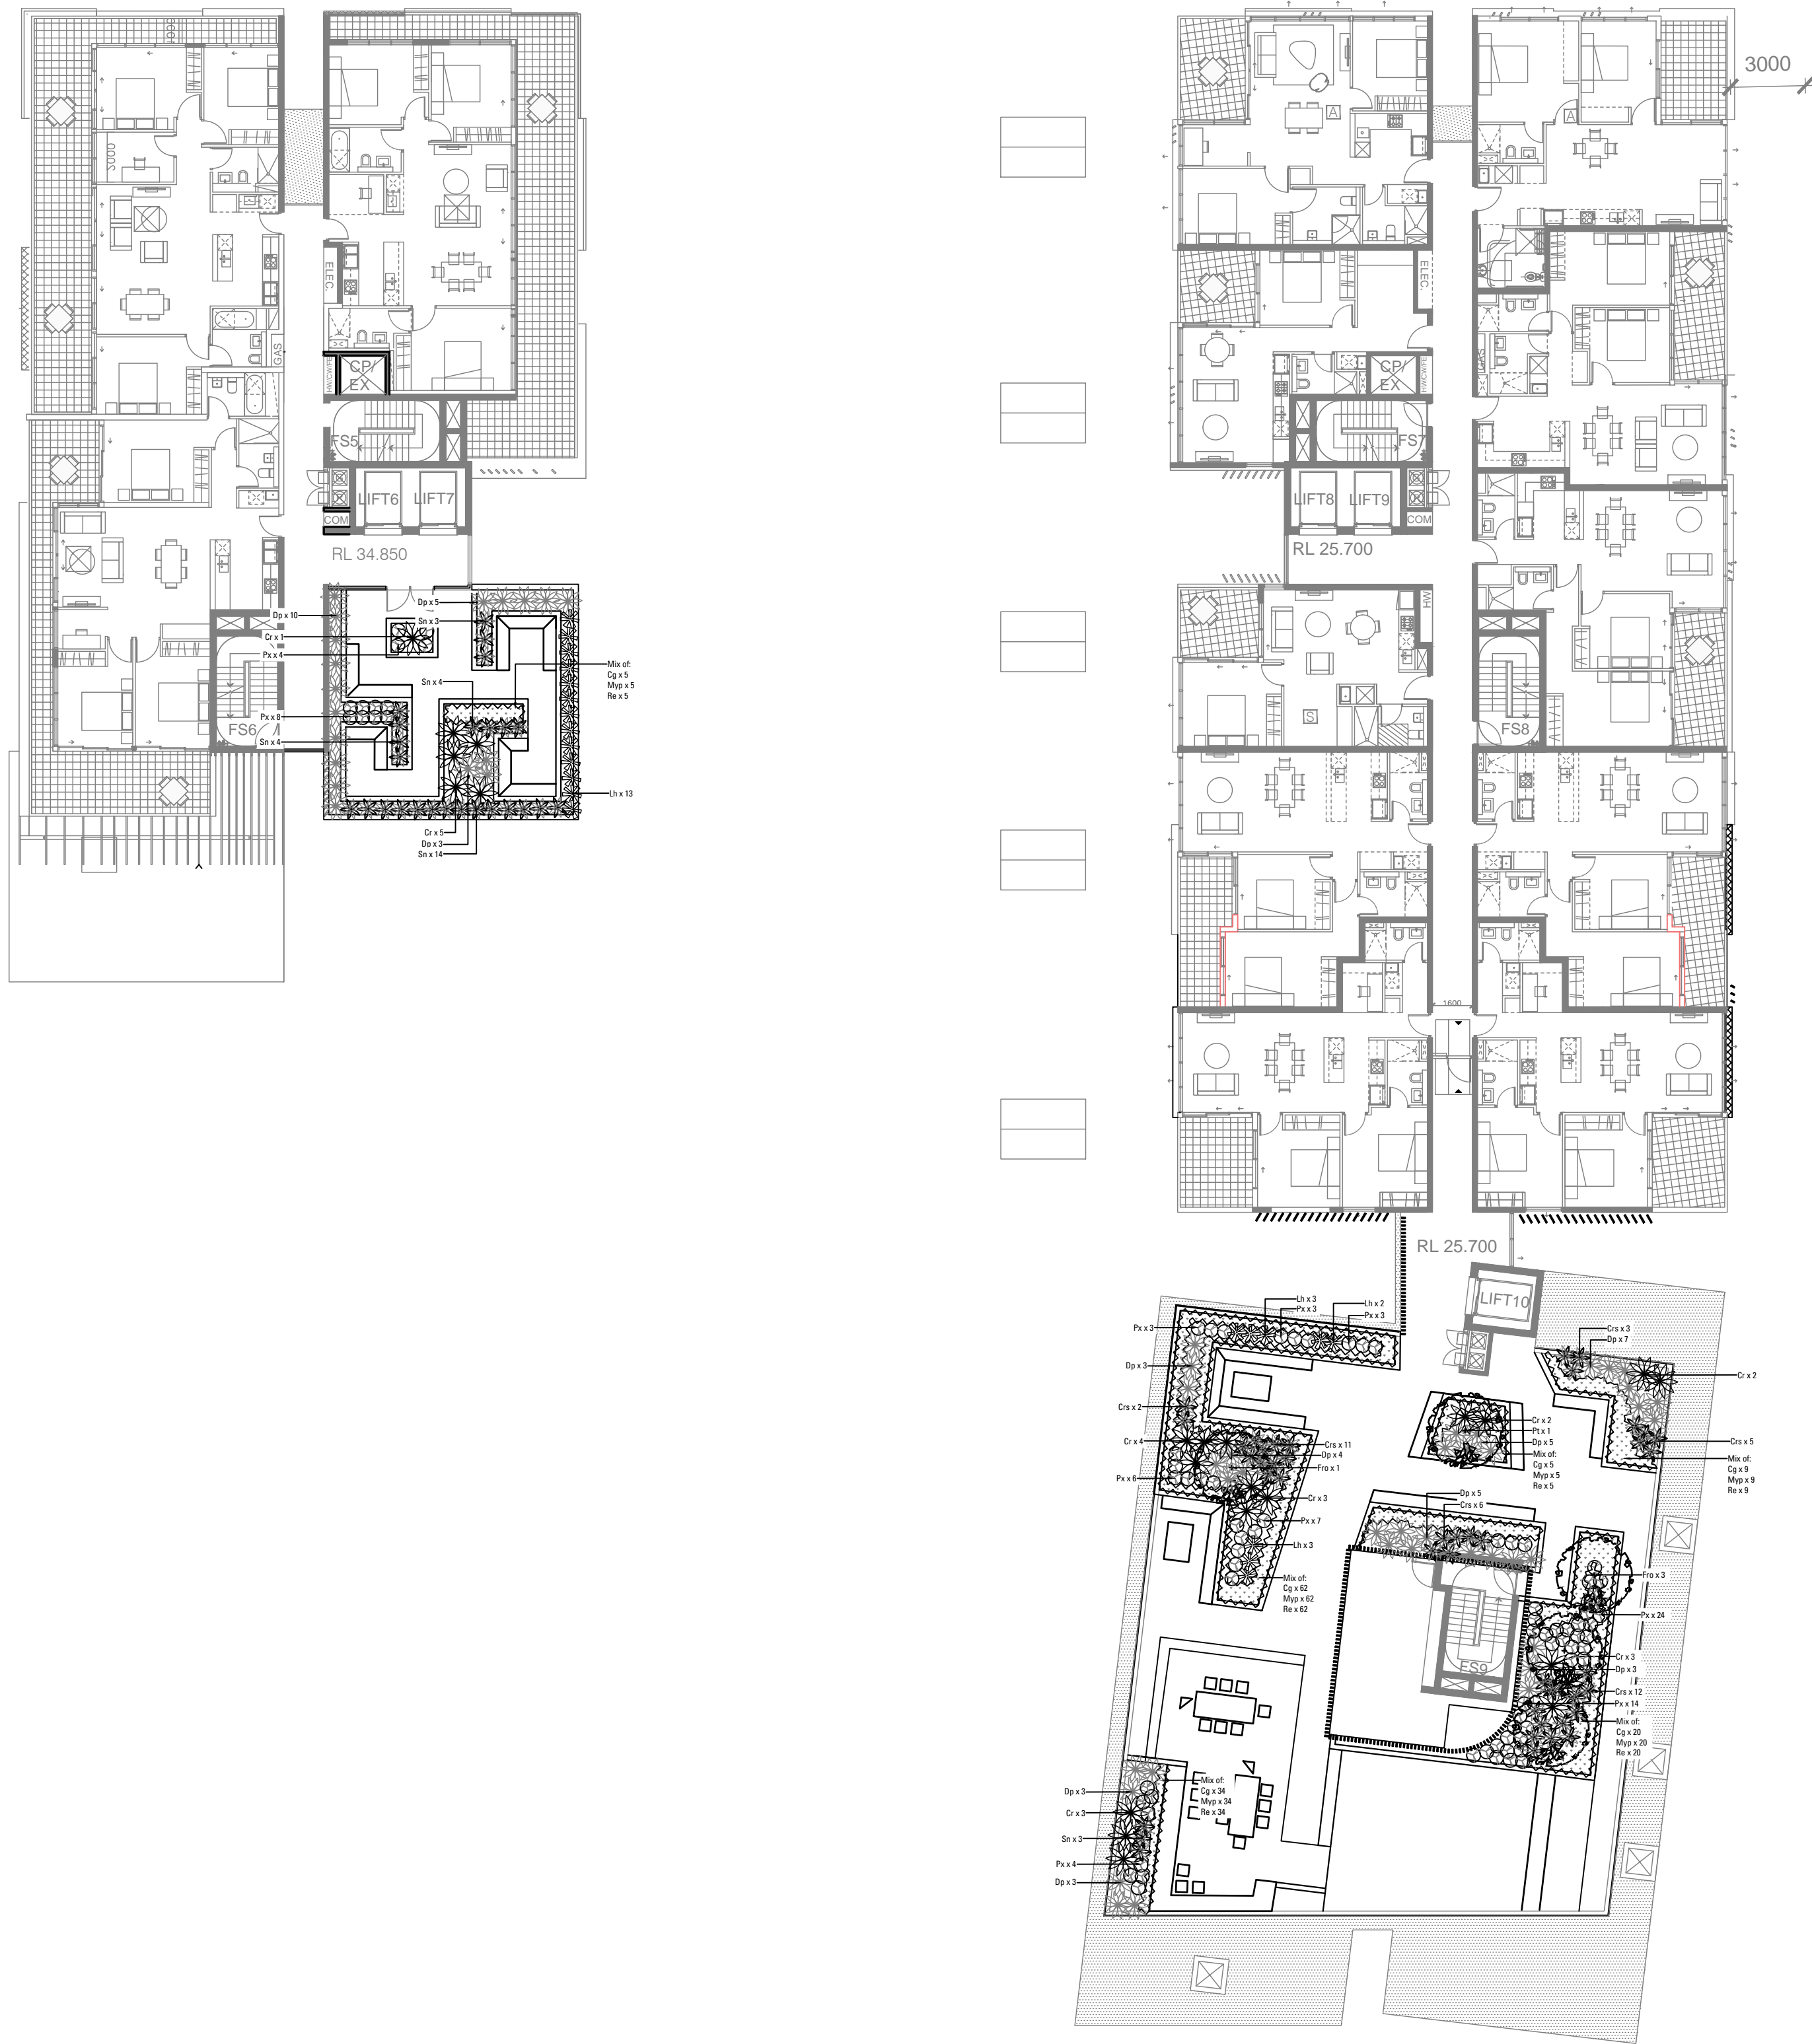 3000
3000
ELEC.
GAS
HW/CW/FE
CP/
EX
FS5
LIFT6
LIFT7
COM
RL 34.850
FS6
Dp x 10
Cr x 1
Px x 4
Dp x 5
Sn x 3
Sn x 4
Mix of:
Cg x 5
Myp x 5
Re x 5
Px x 8
Sn x 4
Lh x 13
Cr x 5
Dp x 3
Sn x 14
A
A
ELEC.
CP/
EX
HW/CW/FE
GAS
FS7
LIFT8
LIFT9
COM
RL 25.700
HW
S
FS8
1600
RL 25.700
LIFT10
Lh x 3
Px x 3
Lh x 2
Px x 3
Px x 3
Dp x 3
Crs x 2
Cr x 4
Px x 6
Crs x 11
Dp x 4
Fro x 1
Cr x 3
Px x 7
Lh x 3
Mix of:
Cg x 62
Myp x 62
Re x 62
Crs x 3
Dp x 7
Cr x 2
Cr x 2
Pt x 1
Dp x 5
Mix of:
Cg x 5
Myp x 5
Re x 5
Crs x 5
Mix of:
Cg x 9
Myp x 9
Re x 9
Dp x 5
Crs x 6
Fro x 3
Px x 24
FS9
Cr x 3
Dp x 3
Crs x 12
Px x 14
Mix of:
Cg x 20
Myp x 20
Re x 20
Mix of:
Cg x 34
Myp x 34
Re x 34
Dp x 3
Cr x 3
Sn x 3
Px x 4
Dp x 3